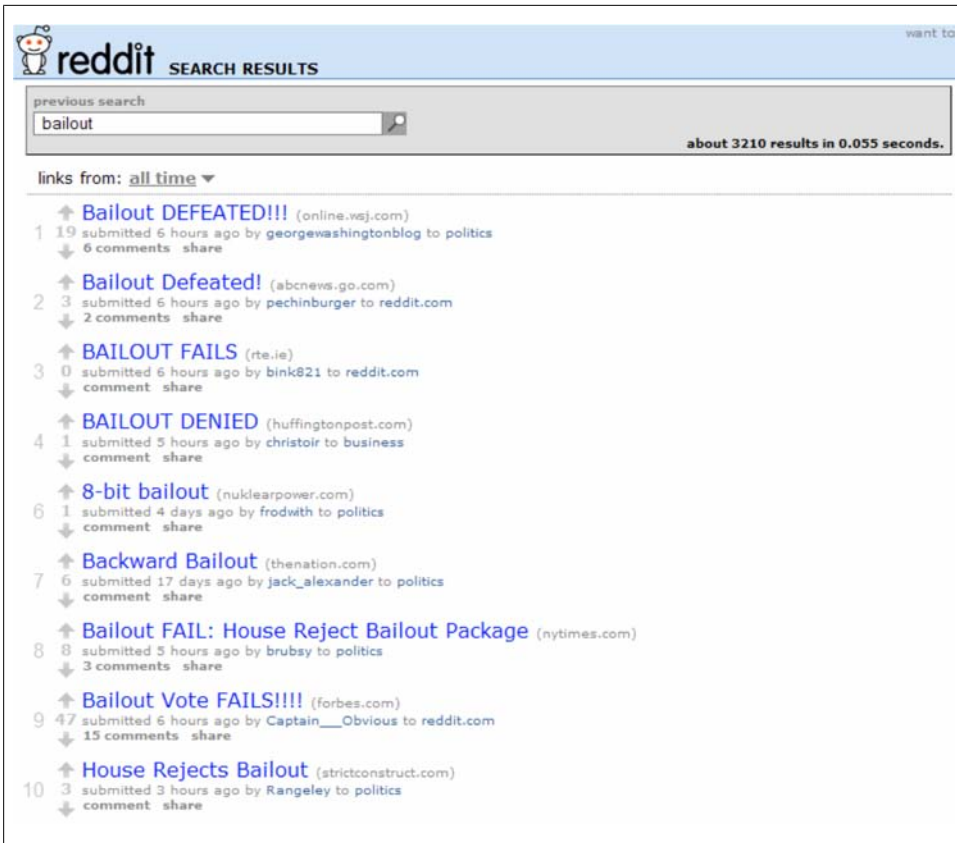 want to
reddit SEARCH RESULTS
previous search
bailout
about 3210 results in 0.055 seconds.
links from: all time
Bailout DEFEATED!!! (online.wsj.com)
1 19 submitted 6 hours ago by georgewashingtonblog to politics
6 comments share
Bailout Defeated! (abcnews.go.com)
2 3 submitted 6 hours ago by pechinburger to reddit.com
2 comments share
BAILOUT FAILS (rte.ie)
3 0 submitted 6 hours ago by bink821 to reddit.com
comment share
BAILOUT DENIED (huffingtonpost.com)
4 1 submitted 5 hours ago by christoir to business
comment share
8-bit bailout (nuklearpower.com)
6 1 submitted 4 days ago by frodwith to politics
comment share
Backward Bailout (thenation.com)
7 6 submitted 17 days ago by jack_alexander to politics
comment share
Bailout FAIL: House Reject Bailout Package (nytimes.com)
8 8 submitted 5 hours ago by brubsy to politics
3 comments share
Bailout Vote FAILS!!!! (forbes.com)
9 47 submitted 6 hours ago by Captain___Obvious to reddit.com
15 comments share
House Rejects Bailout (strictconstruct.com)
10 3 submitted 3 hours ago by Rangeley to politics
comment share